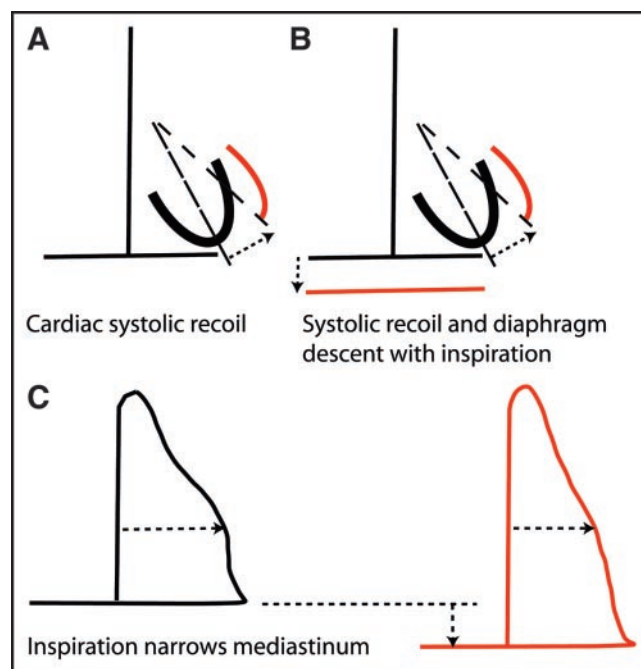 A
B
Cardiac systolic recoil
Systolic recoil and diaphragm
descent with inspiration
C
Inspiration narrows mediastinum